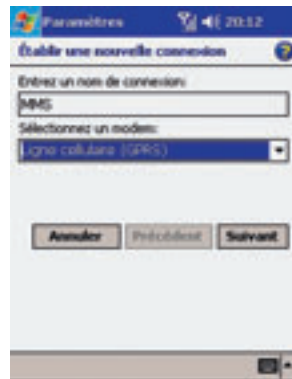 Paramètres 20:12
Établir une nouvelle connexion
Entrez un nom de connexion:
MMS
Sélectionnez un modem:
Ligne cellulaire (GPRS)
Annuler Précédent Suivant